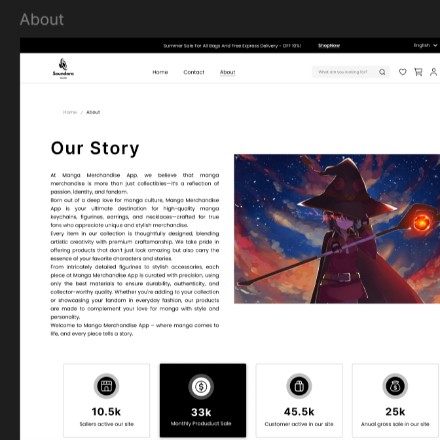 About
Summer Sale For All Bags And Free Express Delivery - OFF 10%!
ShopNow
English
Soundara
Home
Contact
About
What are you looking for?
Home / About
Our Story
At Manga Merchandise App, we believe that manga
merchandise is more than just collectibles—it's a reflection of
passion, identity, and fandom.
Born out of a deep love for manga culture, Manga Merchandise
App is your ultimate destination for high-quality manga
keychains, figurines, earrings, and necklaces—crafted for true
fans who appreciate unique and stylish merchandise.
Every item in our collection is thoughtfully designed, blending
artistic creativity with premium craftsmanship. We take pride in
offering products that don't just look amazing but also carry the
essence of your favorite characters and stories.
From intricately detailed figurines to stylish accessories, each
piece at Manga Merchandise App is curated with precision, using
only the best materials to ensure durability, authenticity, and
collector-worthy quality. Whether you're adding to your collection
or showcasing your fandom in everyday fashion, our products
are made to complement your love for manga with style and
personality.
Welcome to Manga Merchandise App – where manga comes to
life, and every piece tells a story.
10.5k
Sallers active our site
33k
Monthly Produduct Sale
45.5k
Customer active in our site
25k
Anual gross sale in our site